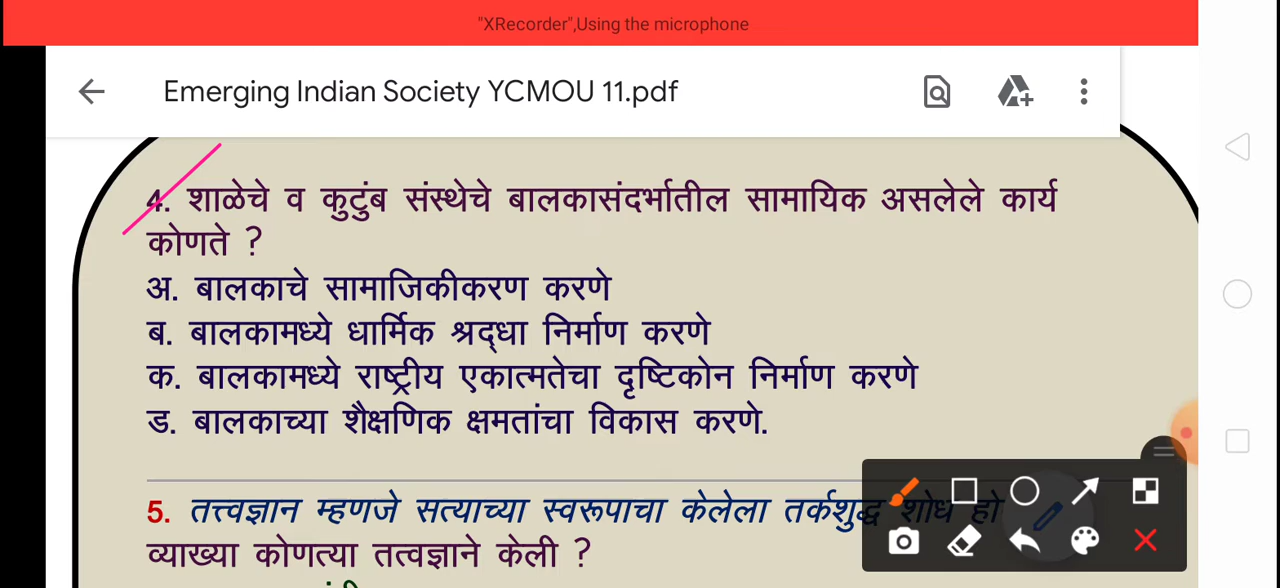 "XRecorder",Using the microphone
Emerging Indian Society YCMOU 11.pdf
4. शाळेचे व कुटुंब संस्थेचे बालकासंदर्भातील सामायिक असलेले कार्य
कोणते ?
अ. बालकाचे सामाजिकीकरण करणे
ब. बालकामध्ये धार्मिक श्रद्धा निर्माण करणे
क. बालकामध्ये राष्ट्रीय एकात्मतेचा दृष्टिकोन निर्माण करणे
ड. बालकाच्या शैक्षणिक क्षमतांचा विकास करणे.
5. तत्त्वज्ञान म्हणजे सत्याच्या स्वरूपाचा केलेला तर्कशुद्ध शोध हो
व्याख्या कोणत्या तत्वज्ञाने केली ?